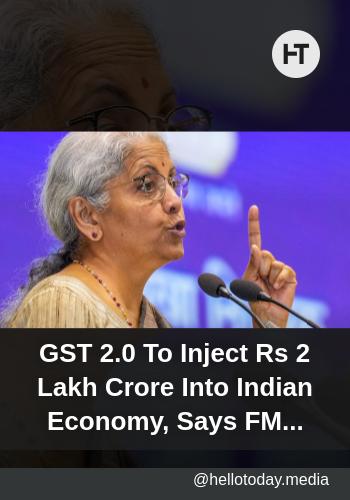 HT
GST 2.0 To Inject Rs 2
Lakh Crore Into Indian
Economy, Says FM...
@hellotoday.media